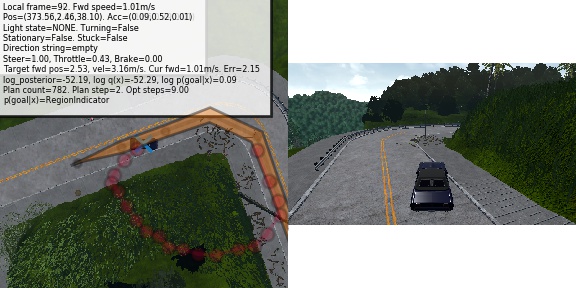 Local frame=92. Fwd speed=1.01m/s
Pos=(373.56,2.46,38.10). Acc=(0.09,0.52,0.01)
Light state=NONE. Turning=False
Stationary=False. Stuck=False
Direction string=empty
Steer=1.00, Throttle=0.43, Brake=0.00
Target fwd pos=2.53, vel=3.16m/s. Cur fwd=1.01m/s. Err=2.15
log_posterior=-52.19, log q(x)=-52.29, log p(goal|x)=0.09
Plan count=782. Plan step=2. Opt steps=9.00
p(goal|x)=RegionIndicator